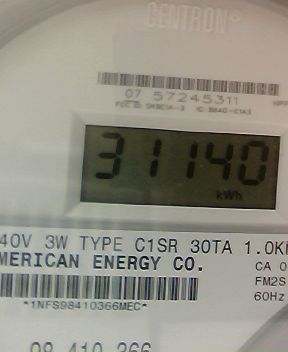 CENTRON®
07 57245311
31140
kWh
40V 3W TYPE C1SR 30TA 1.0K
MERICAN ENERGY CO.
CA 0
FM2S
60Hz
*1NFS98410366MEC*
98 410 366